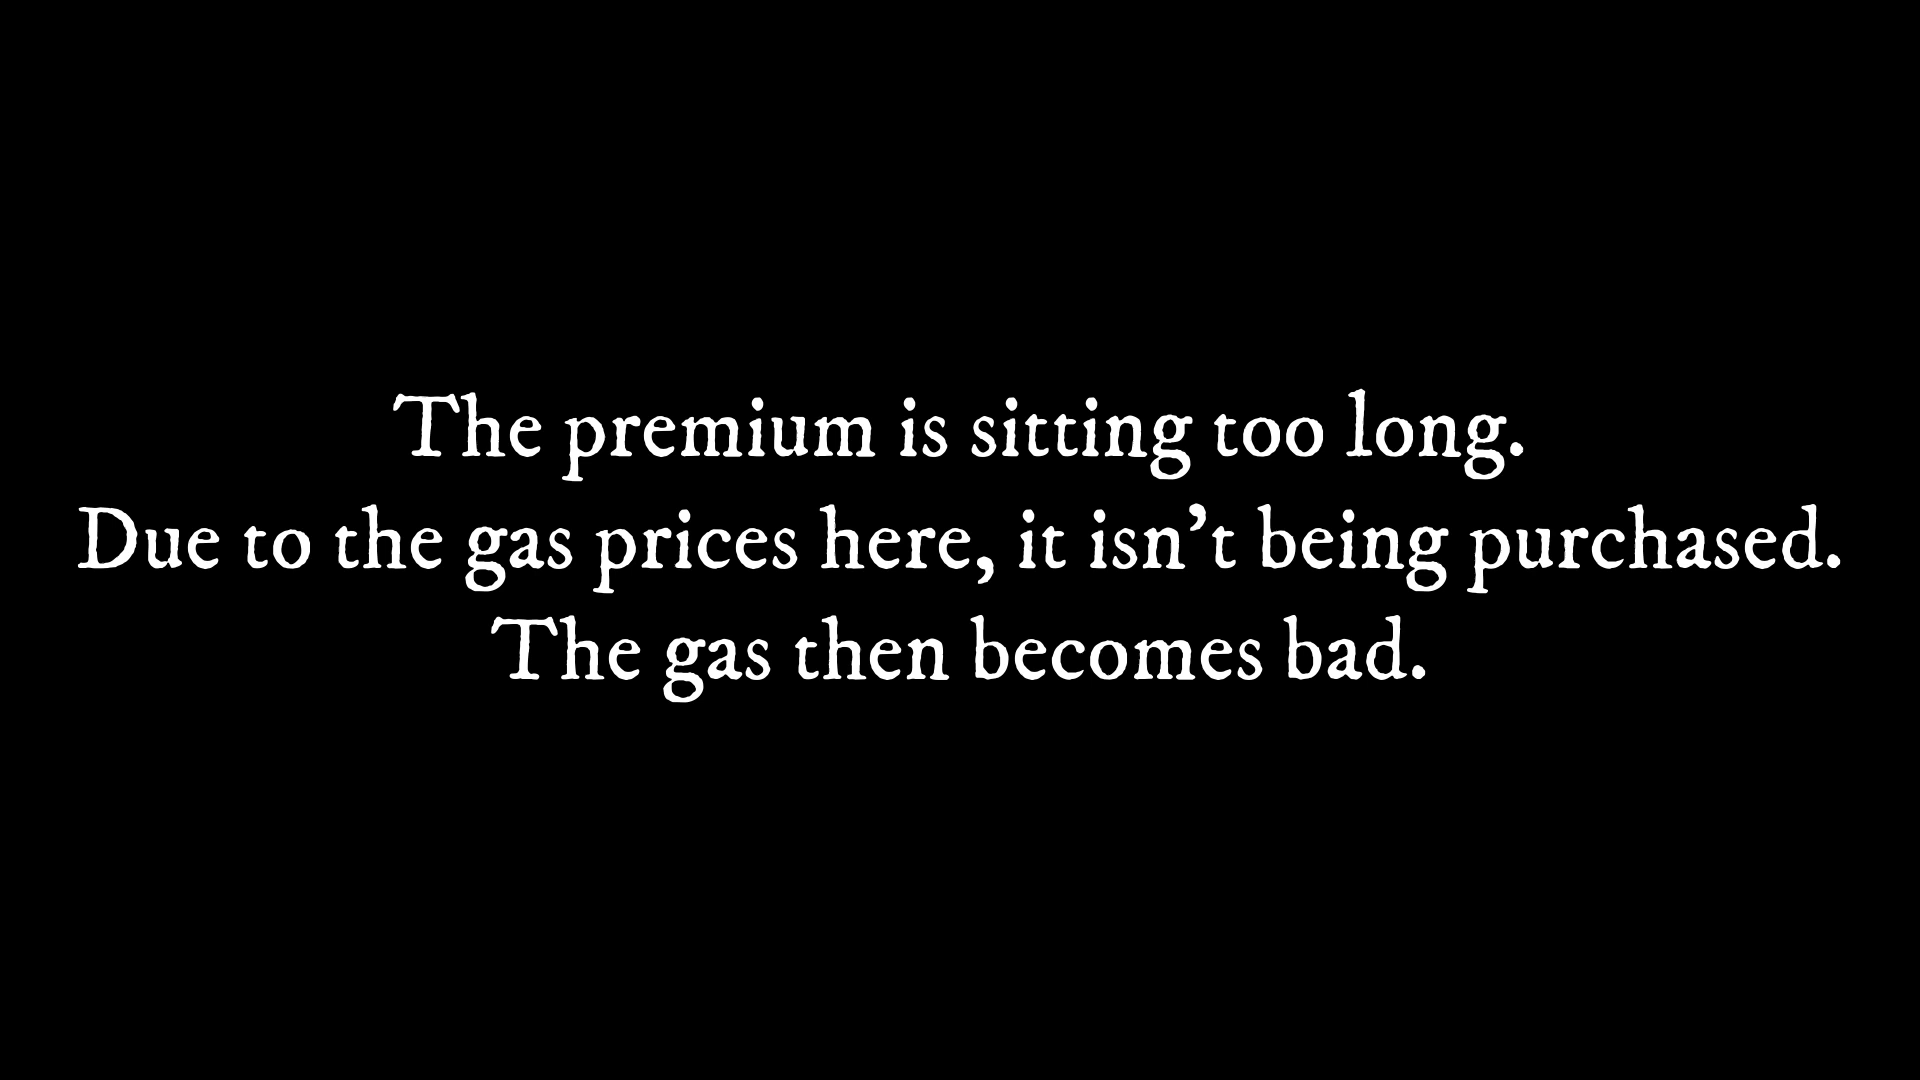 The premium is sitting too long.
Due to the gas prices here, it isn’t being purchased.
The gas then becomes bad.